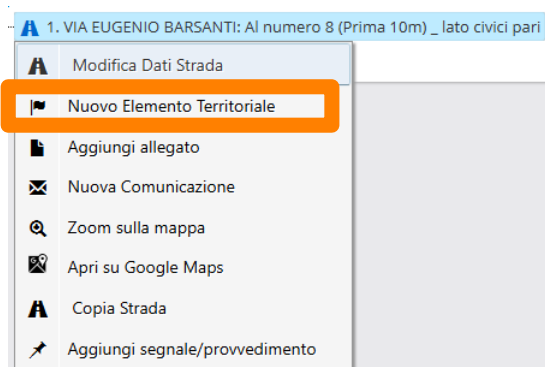 1. VIA EUGENIO BARSANTI: Al numero 8 (Prima 10m) _ lato civici pari
Modifica Dati Strada
Nuovo Elemento Territoriale
Aggiungi allegato
Nuova Comunicazione
Zoom sulla mappa
Apri su Google Maps
Copia Strada
Aggiungi segnale/provvedimento